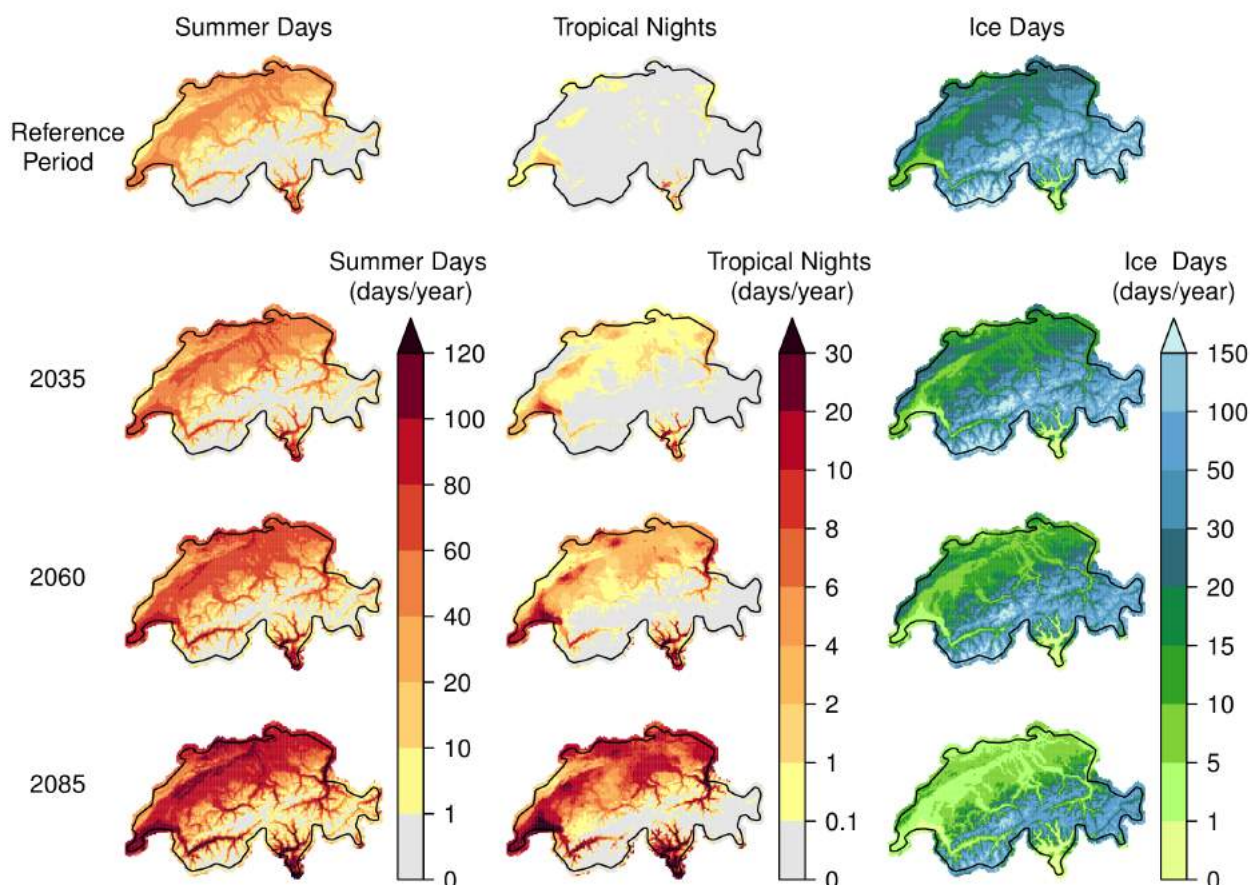 Summer Days
Tropical Nights
Ice Days
Reference
Period
Summer Days
(days/year)
Tropical Nights
(days/year)
Ice Days
(days/year)
2035
120
100
80
60
40
20
10
1
0
30
20
10
8
6
4
2
1
0.1
0
150
100
50
30
20
15
10
5
1
0
2060
2085